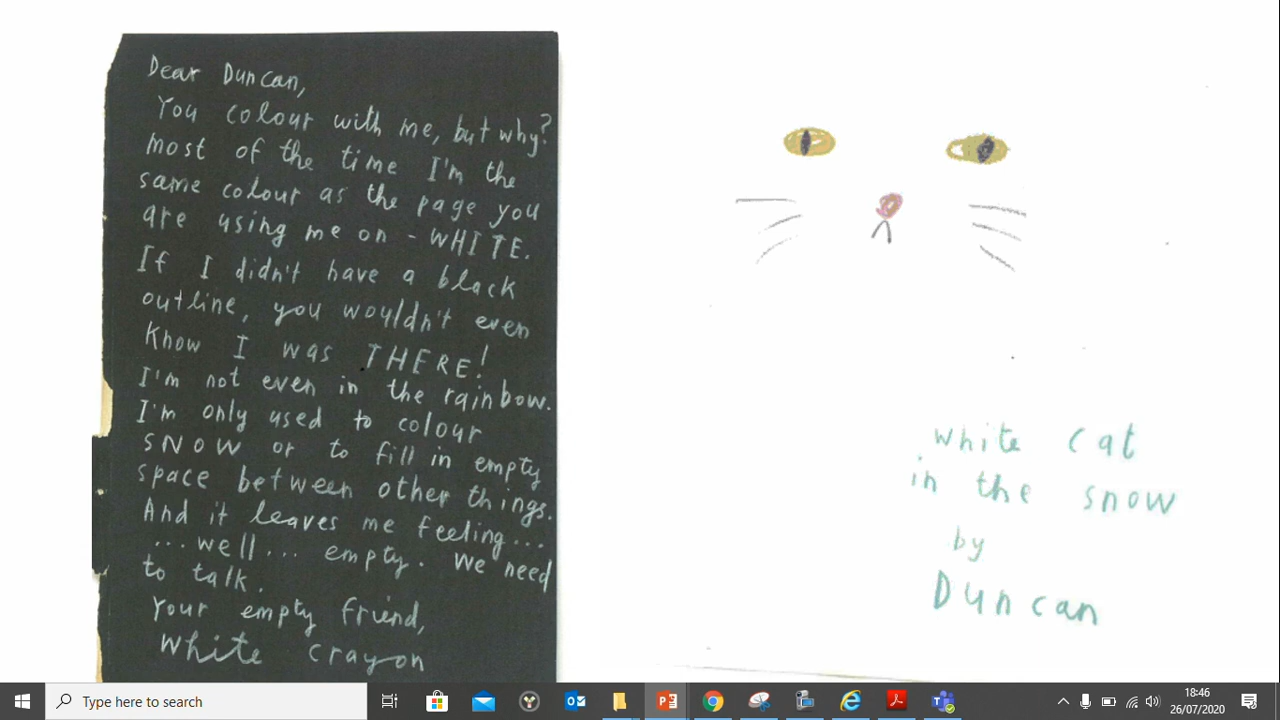 Dear Duncan,
You colour with me, but why?
most of the time I'm the
same colour as the page you
are using me on - WHITE.
If I didn't have a black
outline, you wouldn't even
know I was THERE!
I'm not even in the rainbow.
I'm only used to colour
SNOW or to fill in empty
space between other things.
And it leaves me feeling...
...well... empty. We need
to talk.
Your empty friend,
White crayon
white cat
in the snow
by
Duncan
Type here to search
18:46
26/07/2020